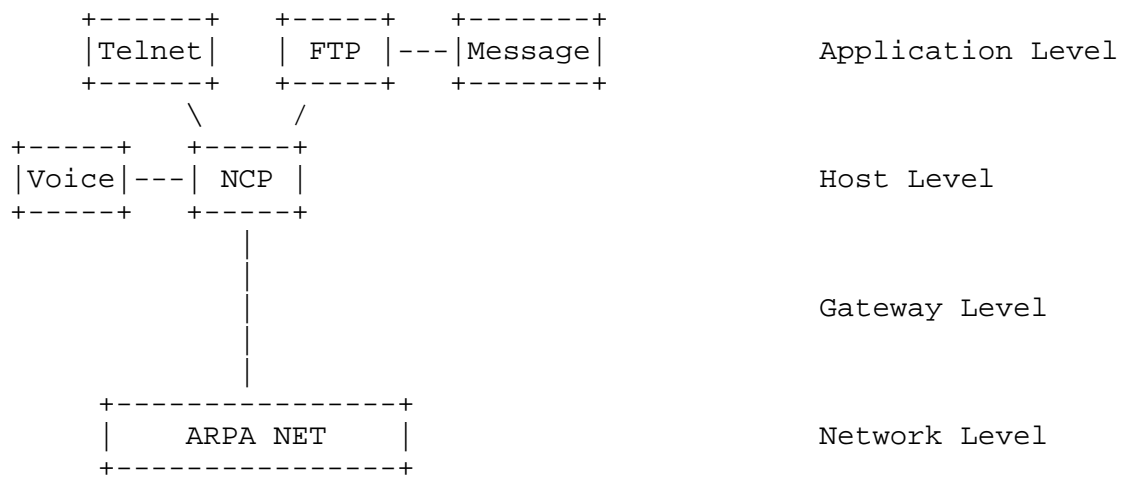 Telnet FTP Message Application Level
Voice NCP Host Level
Gateway Level
ARPA NET Network Level